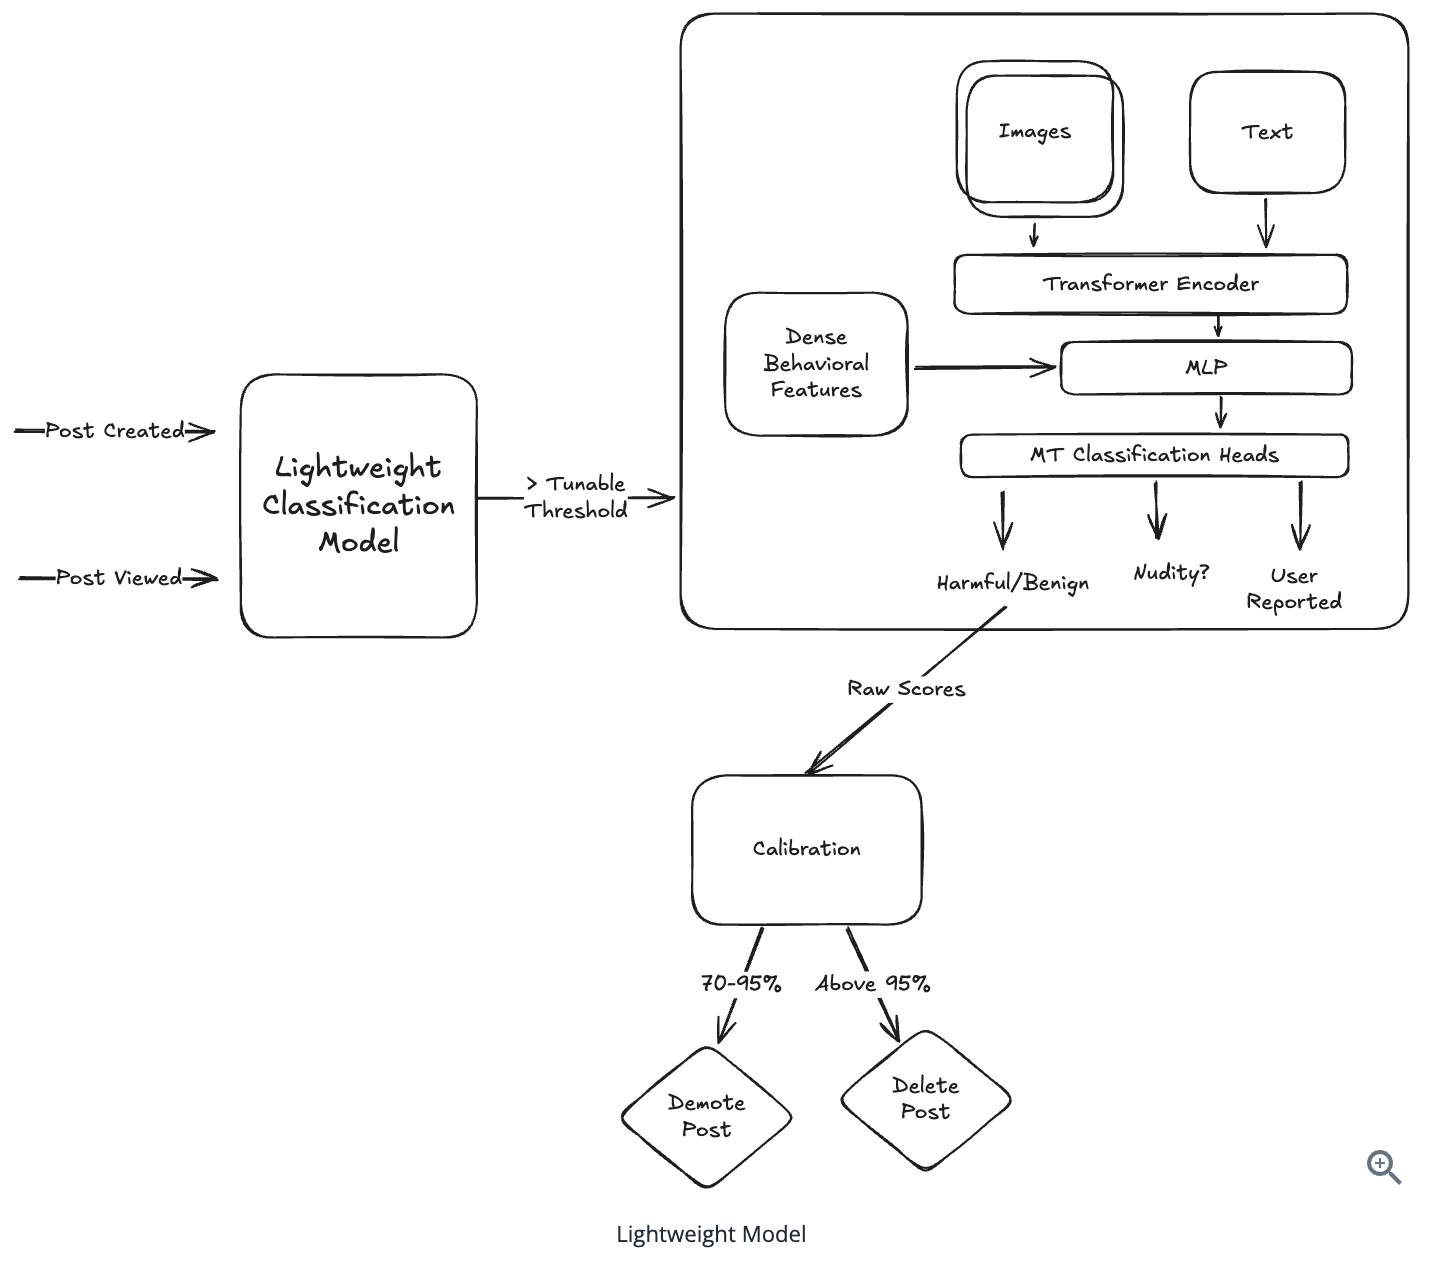 Images
Text
Transformer Encoder
Dense
Behavioral
Features
MLP
MT Classification Heads
Post Created
Lightweight
Classification
Model
> Tunable
Threshold
Post Viewed
Harmful/Benign
Nudity?
User
Reported
Raw Scores
Calibration
70-95%
Above 95%
Demote
Post
Delete
Post
Lightweight Model